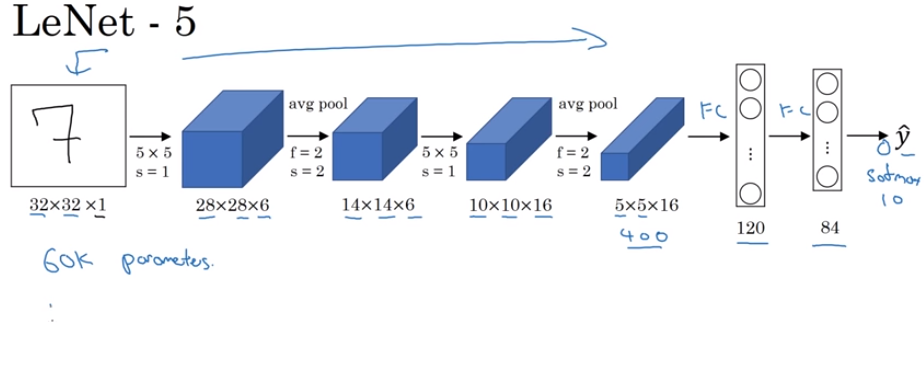 LeNet - 5
7
avg pool
avg pool
FC
FC
5 × 5
s = 1
f = 2
s = 2
5 × 5
s = 1
f = 2
s = 2
⋮
⋮
ŷ
Softmax
10
32×32 ×1
28×28×6
14×14×6
10×10×16
5×5×16
400
120
84
60K parameters.